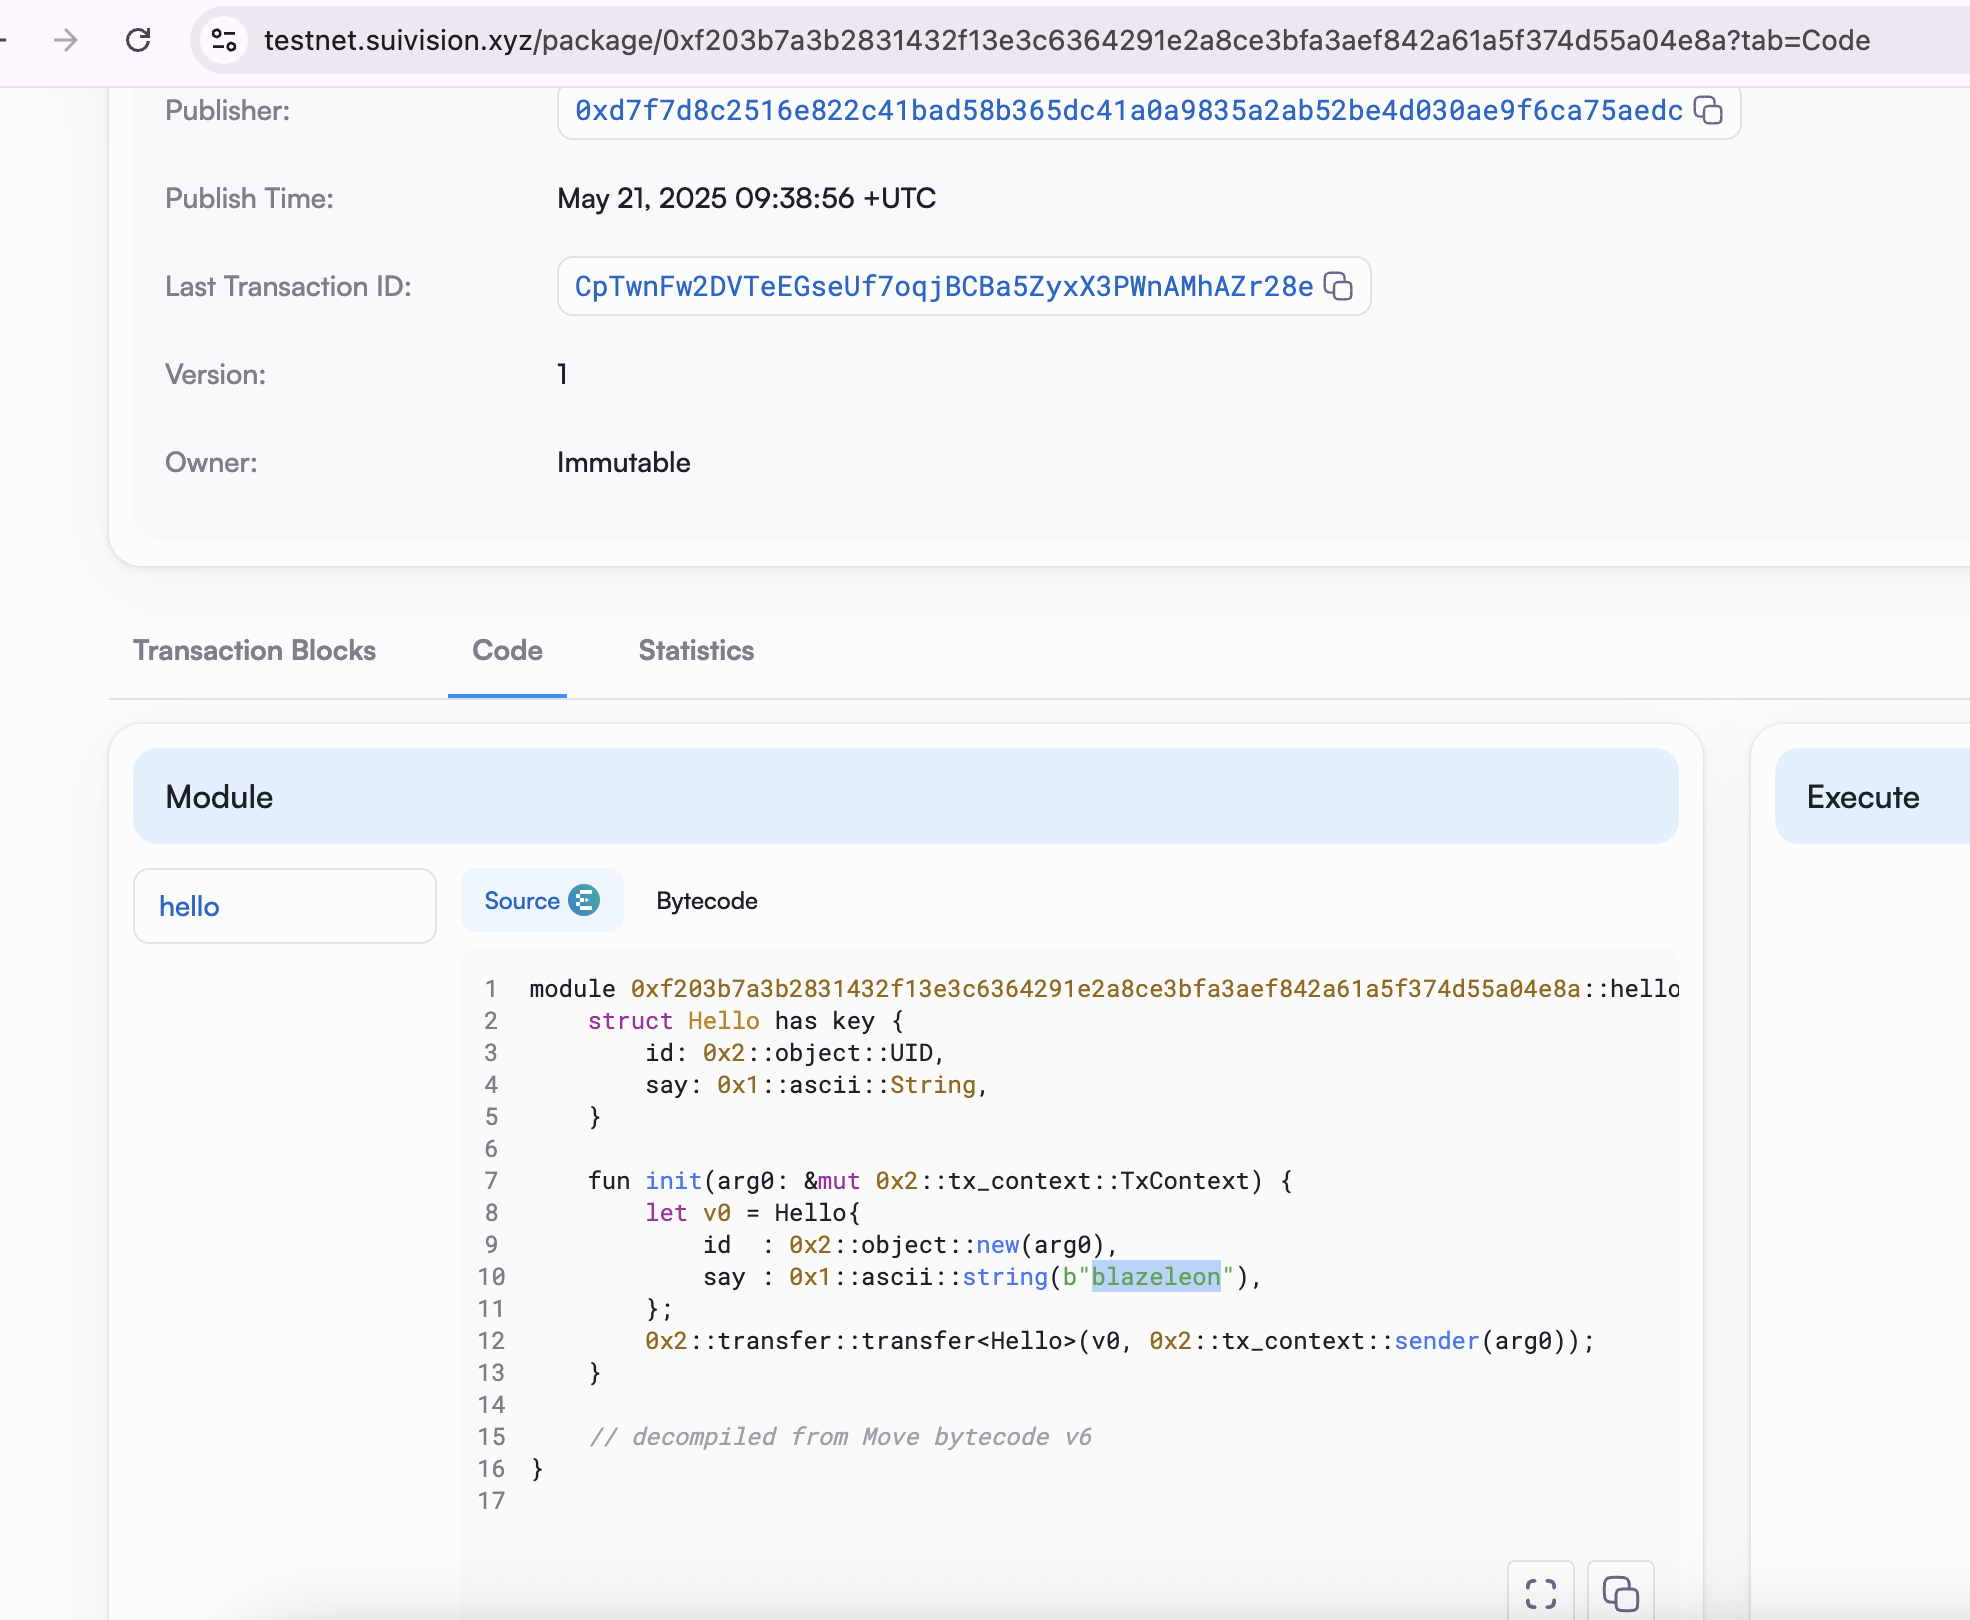 testnet.suivision.xyz/package/0xf203b7a3b2831432f13e3c6364291e2a8ce3bfa3aef842a61a5f374d55a04e8a?tab=Code
Publisher: 0xd7f7d8c2516e822c41bad58b365dc41a0a9835a2ab52be4d030ae9f6ca75aedc
Publish Time: May 21, 2025 09:38:56 +UTC
Last Transaction ID: CpTwnFw2DVTeEGseUf7oqjBCBa5ZyxX3PWnAMhAZr28e
Version: 1
Owner: Immutable
Transaction Blocks Code Statistics
Module
Execute
hello
Source Bytecode
1 module 0xf203b7a3b2831432f13e3c6364291e2a8ce3bfa3aef842a61a5f374d55a04e8a::hello
2     struct Hello has key {
3         id: 0x2::object::UID,
4         say: 0x1::ascii::String,
5     }
6
7     fun init(arg0: &mut 0x2::tx_context::TxContext) {
8         let v0 = Hello{
9             id  : 0x2::object::new(arg0),
10             say : 0x1::ascii::string(b"blazeleon"),
11         };
12         0x2::transfer::transfer<Hello>(v0, 0x2::tx_context::sender(arg0));
13     }
14
15     // decompiled from Move bytecode v6
16 }
17